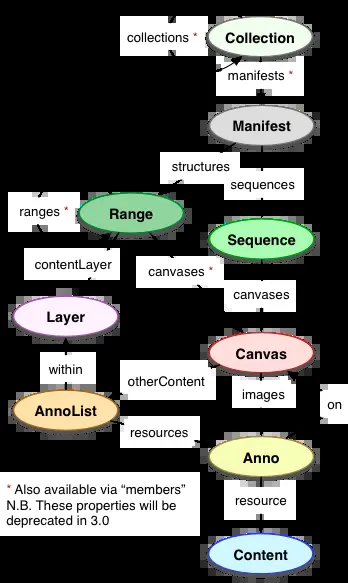 Collection
collections *
manifests *
Manifest
structures
sequences
ranges *
Range
Sequence
contentLayer
canvases *
canvases
Layer
Canvas
within
otherContent
images
on
AnnoList
resources
Anno
* Also available via “members”
N.B. These properties will be
deprecated in 3.0
resource
Content